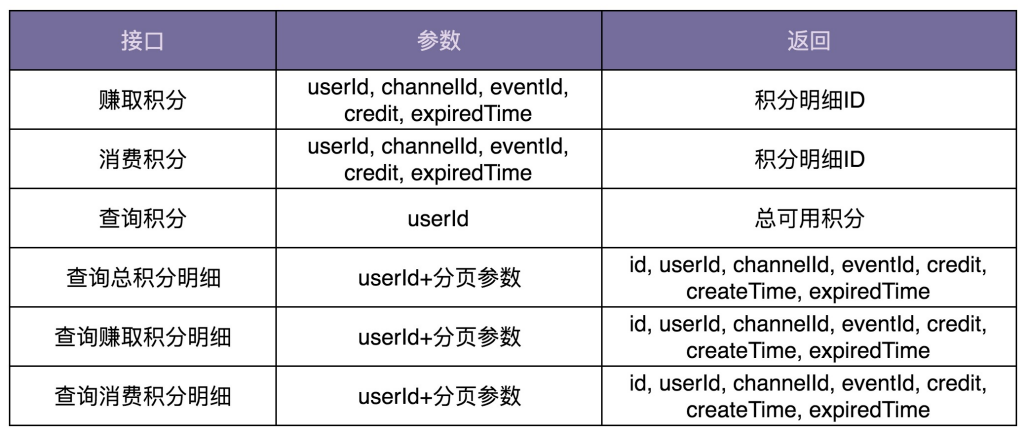 接口 参数 返回
赚取积分 userId, channelId, eventId, credit, expiredTime 积分明细ID
消费积分 userId, channelId, eventId, credit, expiredTime 积分明细ID
查询积分 userId 总可用积分
查询总积分明细 userId+分页参数 id, userId, channelId, eventId, credit, createTime, expiredTime
查询赚取积分明细 userId+分页参数 id, userId, channelId, eventId, credit, createTime, expiredTime
查询消费积分明细 userId+分页参数 id, userId, channelId, eventId, credit, createTime, expiredTime